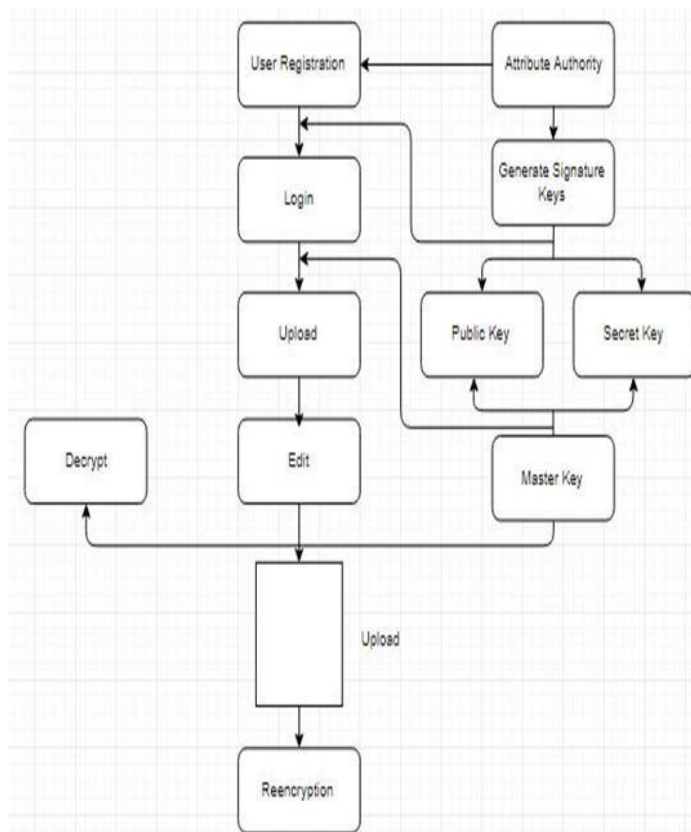 User Registration
Attribute Authority
Generate Signature
Keys
Login
Upload
Public Key
Secret Key
Decrypt
Edit
Master Key
Upload
Reencryption